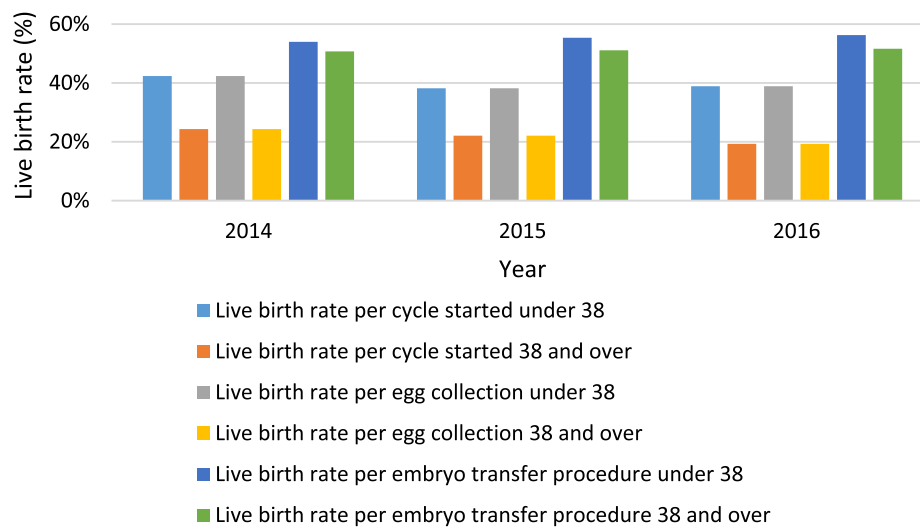 Live birth rate (%)
60%
40%
20%
0%
2014
2015
2016
Year
Live birth rate per cycle started under 38
Live birth rate per cycle started 38 and over
Live birth rate per egg collection under 38
Live birth rate per egg collection 38 and over
Live birth rate per embryo transfer procedure under 38
Live birth rate per embryo transfer procedure 38 and over